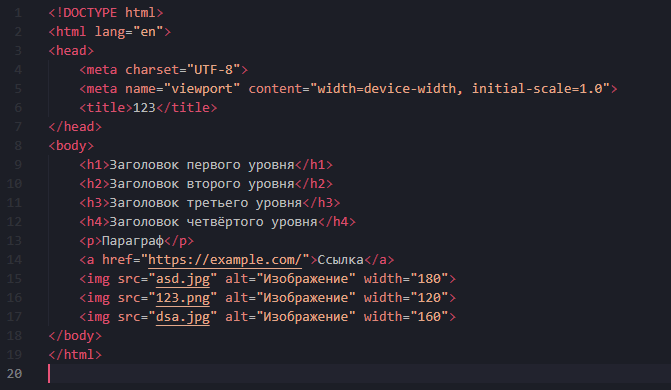 1 <!DOCTYPE html>
2 <html lang="en">
3 <head>
4     <meta charset="UTF-8">
5     <meta name="viewport" content="width=device-width, initial-scale=1.0">
6     <title>123</title>
7 </head>
8 <body>
9     <h1>Заголовок первого уровня</h1>
10     <h2>Заголовок второго уровня</h2>
11     <h3>Заголовок третьего уровня</h3>
12     <h4>Заголовок четвёртого уровня</h4>
13     <p>Параграф</p>
14     <a href="https://example.com/">Ссылка</a>
15     <img src="asd.jpg" alt="Изображение" width="180">
16     <img src="123.png" alt="Изображение" width="120">
17     <img src="dsa.jpg" alt="Изображение" width="160">
18 </body>
19 </html>
20